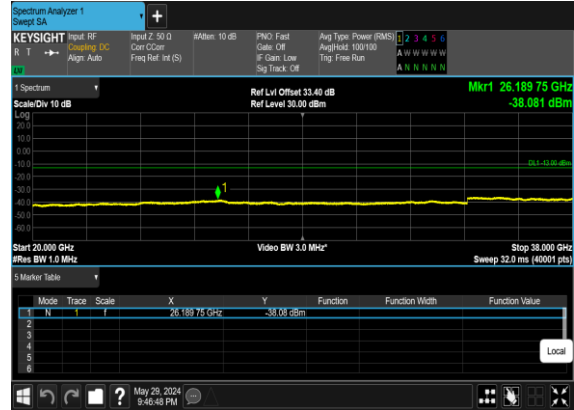 Spectrum Analyzer 1
Swept SA
+
KEYSIGHT
R T
LXI
Input: RF
Coupling: DC
Align: Auto
Input Z: 50 Ω
Corr CCorr
Freq Ref: Int (S)
#Atten: 10 dB
PNO: Fast
Gate: Off
IF Gain: Low
Sig Track: Off
Avg Type: Power (RMS)
Avg|Hold: 100/100
Trig: Free Run
1 2 3 4 5 6
A W W W W W
A N N N N N
1 Spectrum
Scale/Div 10 dB
Ref Lvl Offset 33.40 dB
Ref Level 30.00 dBm
Mkr1 26.189 75 GHz
-38.081 dBm
Log
20.0
10.0
0.00
-10.0
-20.0
-30.0
-40.0
-50.0
-60.0
DL1 -13.00 dBm
1
Start 20.000 GHz
#Res BW 1.0 MHz
Video BW 3.0 MHz*
Stop 38.000 GHz
Sweep 32.0 ms (40001 pts)
5 Marker Table
Mode Trace Scale X Y Function Function Width Function Value
1 N 1 f 26.189 75 GHz -38.08 dBm
2
3
4
5
6
Local
?
May 29, 2024
9:46:48 PM